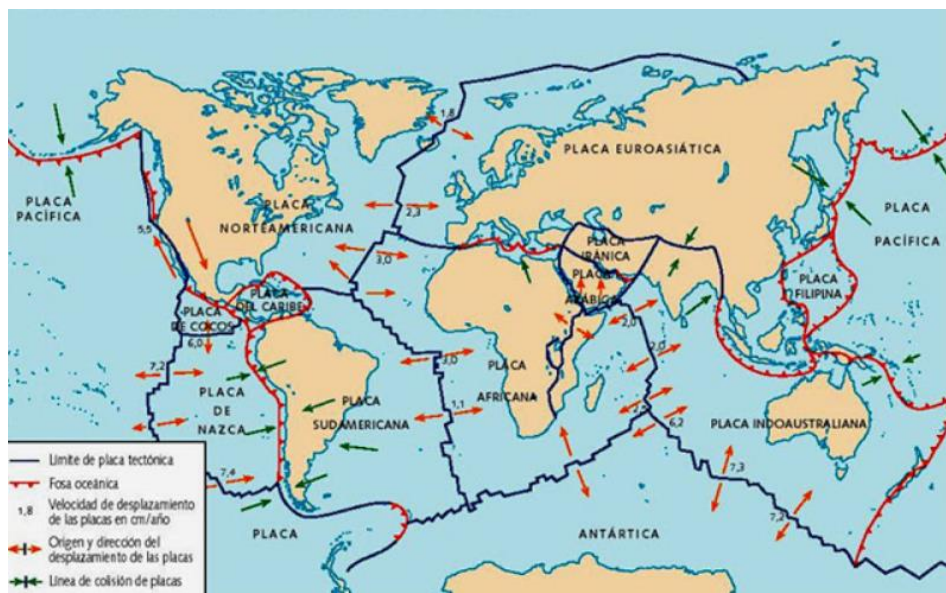 1,8
PLACA EUROASIÁTICA
PLACA
PACÍFICA
PLACA
NORTEAMERICANA
2,3
PLACA
PACÍFICA
5,5
3,0
PLACA
IRÁNICA
PLACA
ARÁBIGA
PLACA
FILIPINA
PLACA
DEL CARIBE
PLACA
DE COCOS
6,0
2,0
7,2
3,0
2,0
PLACA
AFRICANA
PLACA
DE
NAZCA
PLACA
SUDAMERICANA
1,1
2,5
6,2
PLACA INDOAUSTRALIANA
7,4
7,3
7,2
PLACA
ANTÁRTICA
Límite de placa tectónica
Fosa oceánica
1,8
Velocidad de desplazamiento
de las placas en cm/año
Origen y dirección del
desplazamiento de las placas
Línea de colisión de placas